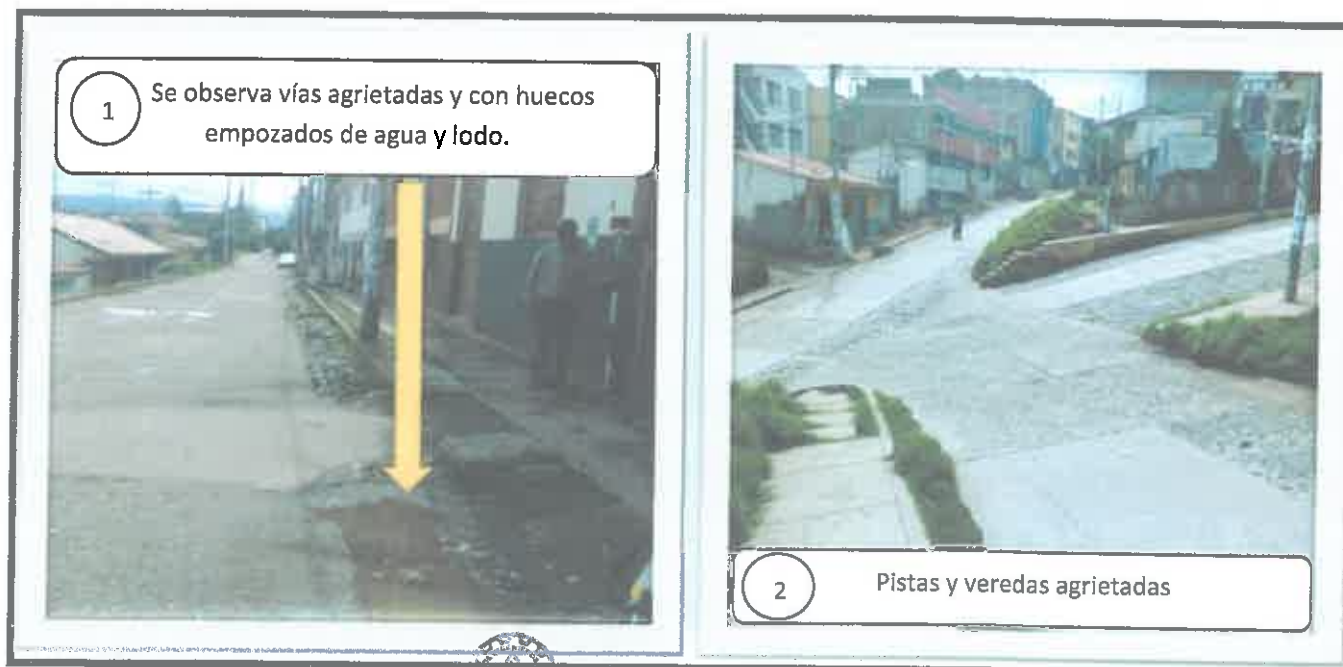 1
Se observa vías agrietadas y con huecos
empozados de agua y lodo.
2
Pistas y veredas agrietadas